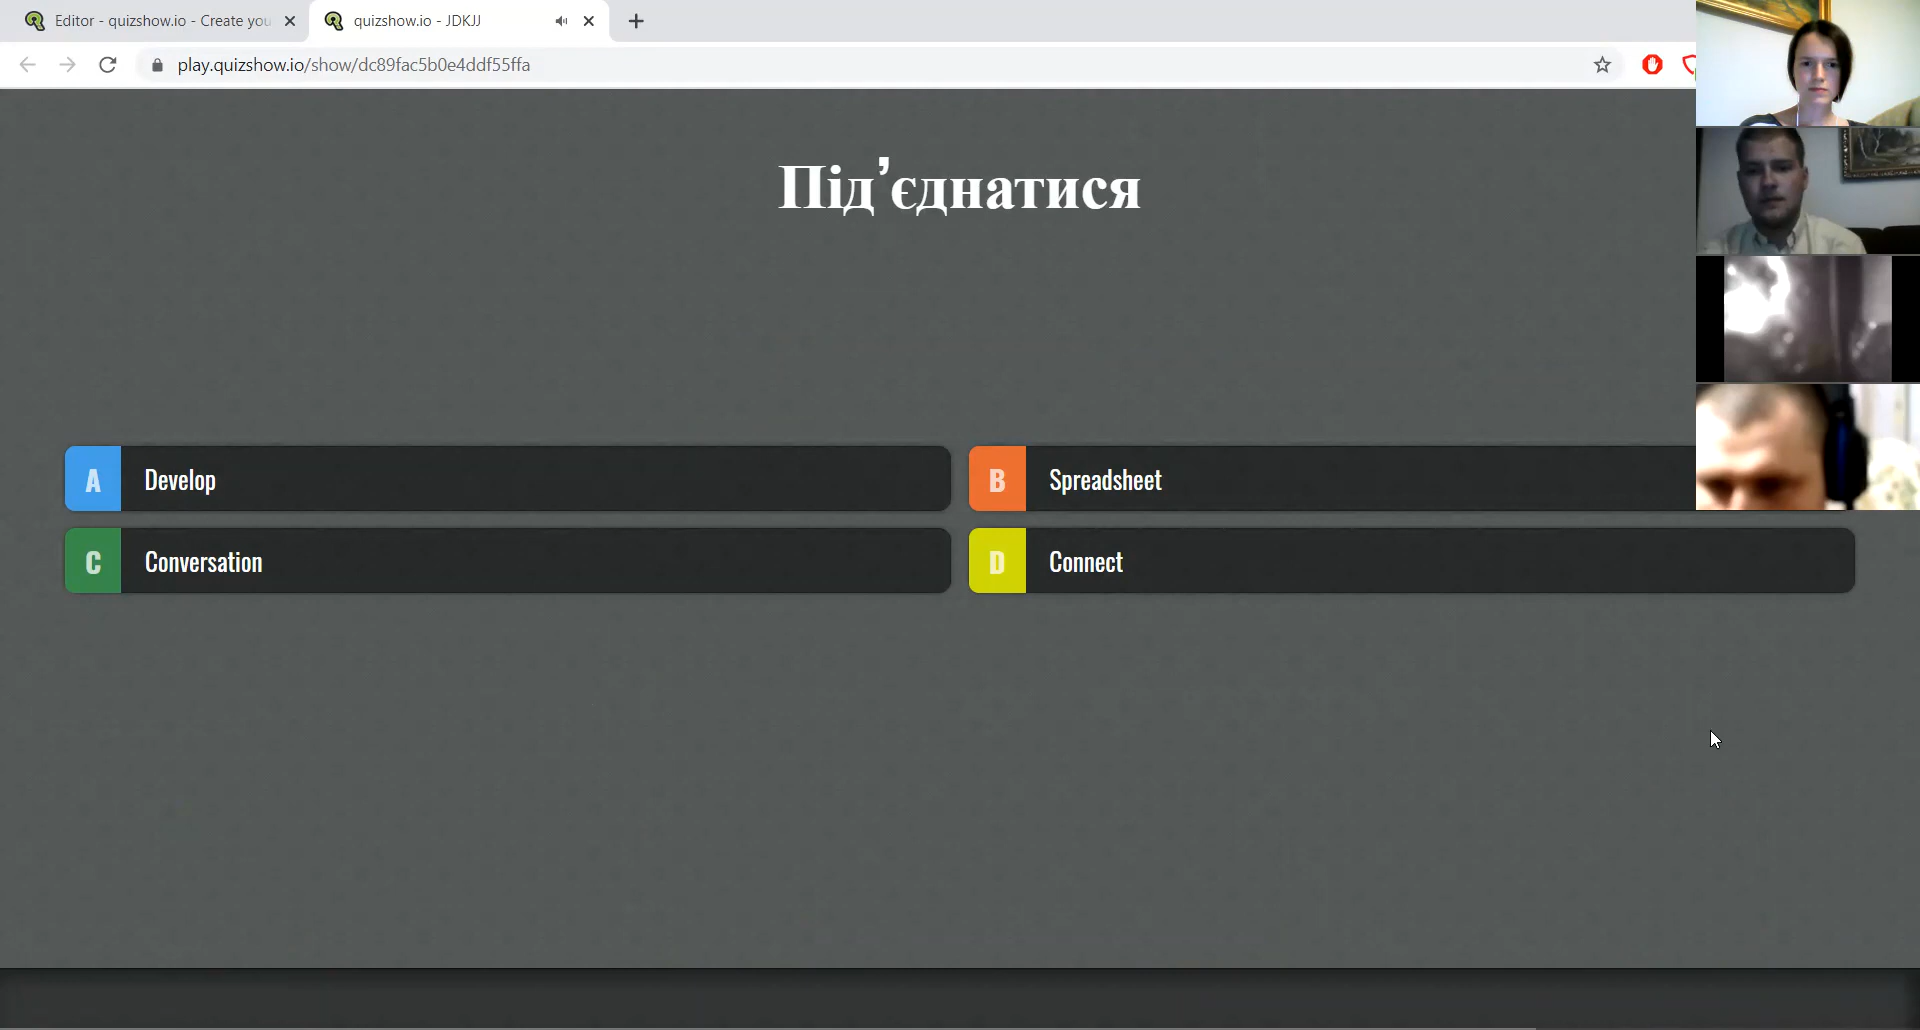 Editor - quizshow.io - Create you
quizshow.io - JDKJJ
play.quizshow.io/show/dc89fac5b0e4ddf55ffa
Під’єднатися
A Develop
B Spreadsheet
C Conversation
D Connect